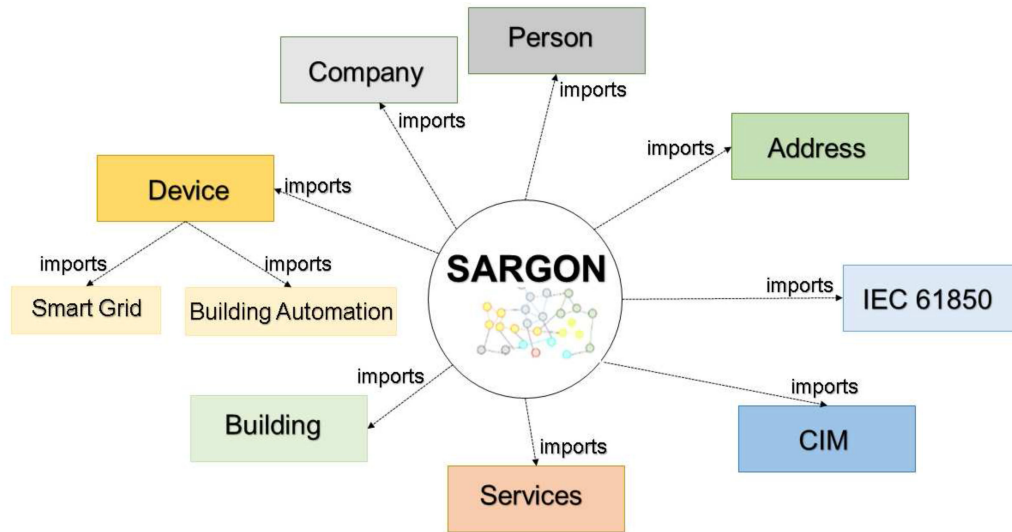 Person
Company
imports
imports
imports
Address
Device
imports
SARGON
imports
imports
Smart Grid
Building Automation
imports
IEC 61850
imports
imports
Building
CIM
imports
Services